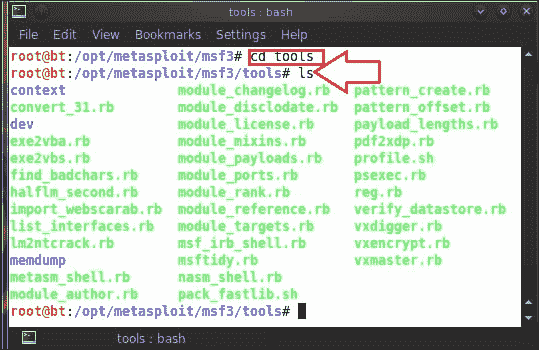 tools : bash
File Edit View Bookmarks Settings Help
root@bt:/opt/metasploit/msf3# cd tools
root@bt:/opt/metasploit/msf3/tools# ls
context module_changelog.rb pattern_create.rb
convert_31.rb module_disclodate.rb pattern_offset.rb
dev module_license.rb payload_lengths.rb
exe2vba.rb module_mixins.rb pdf2xdp.rb
exe2vbs.rb module_payloads.rb profile.sh
find_badchars.rb module_ports.rb psexec.rb
halflm_second.rb module_rank.rb reg.rb
import_webscarab.rb module_reference.rb verify_datastore.rb
list_interfaces.rb module_targets.rb vxdigger.rb
lm2ntcrack.rb msf_irb_shell.rb vxencrypt.rb
memdump msftidy.rb vxmaster.rb
metasm_shell.rb nasm_shell.rb
module_author.rb pack_fastlib.sh
root@bt:/opt/metasploit/msf3/tools#
tools : bash